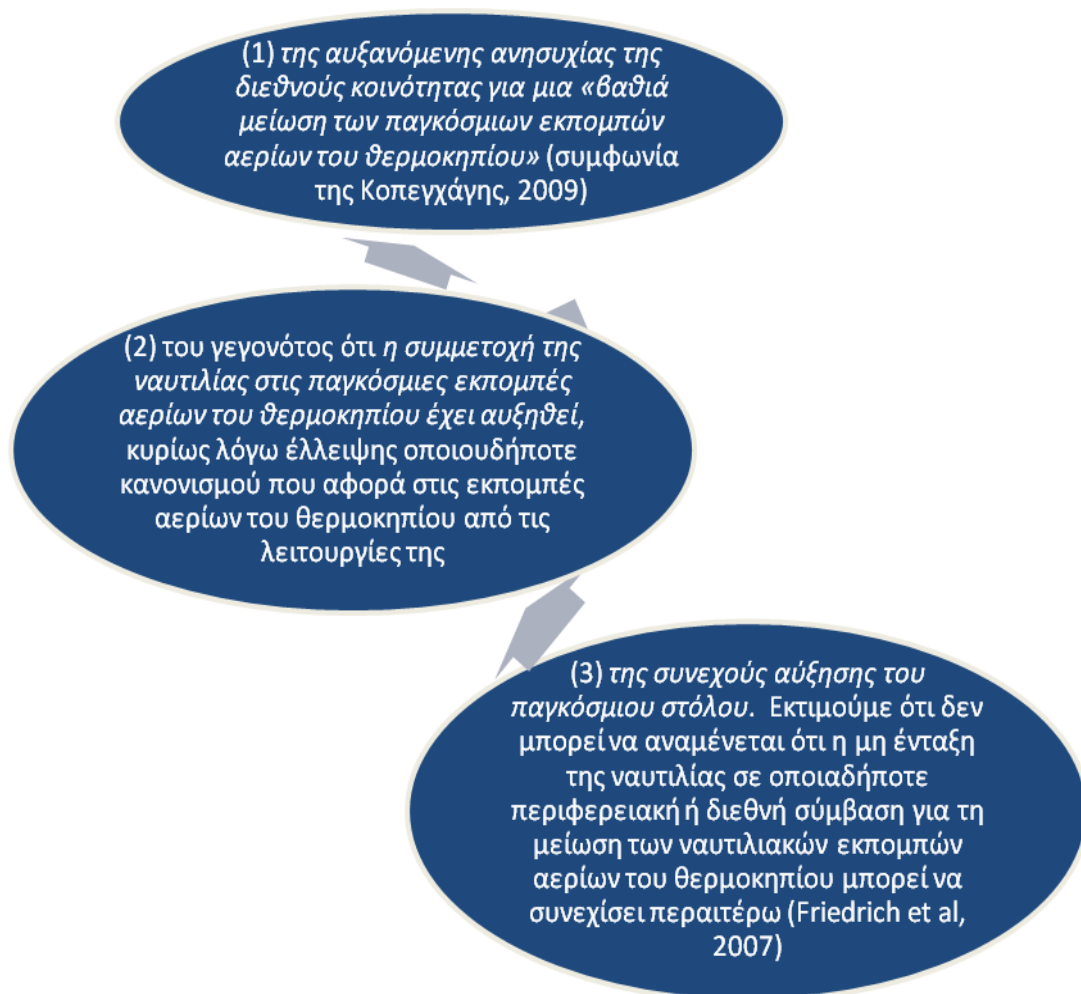 (1) της αυξανόμενης ανησυχίας της
διεθνούς κοινότητας για μια «βαθιά
μείωση των παγκόσμιων εκπομπών
αερίων του θερμοκηπίου» (συμφωνία
της Κοπεγχάγης, 2009)
(2) του γεγονότος ότι η συμμετοχή της
ναυτιλίας στις παγκόσμιες εκπομπές
αερίων του θερμοκηπίου έχει αυξηθεί,
κυρίως λόγω έλλειψης οποιουδήποτε
κανονισμού που αφορά στις εκπομπές
αερίων του θερμοκηπίου από τις
λειτουργίες της
(3) της συνεχούς αύξησης του
παγκόσμιου στόλου. Εκτιμούμε ότι δεν
μπορεί να αναμένεται ότι η μη ένταξη
της ναυτιλίας σε οποιαδήποτε
περιφερειακή ή διεθνή σύμβαση για τη
μείωση των ναυτιλιακών εκπομπών
αερίων του θερμοκηπίου μπορεί να
συνεχίσει περαιτέρω (Friedrich et al,
2007)